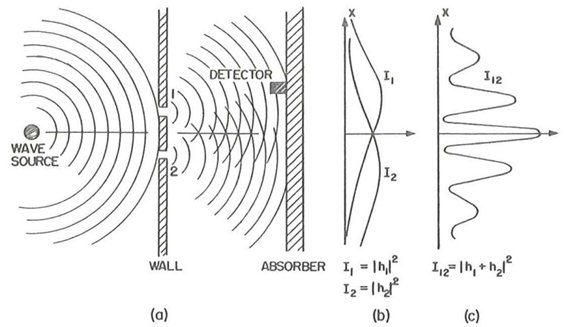 1
DETECTOR
WAVE
SOURCE
2
WALL
ABSORBER
(a)
X
I₁
I₂
I₁ = |h₁|²
I₂ = |h₂|²
(b)
X
I₁₂
I₁₂=|h₁+h₂|²
(c)